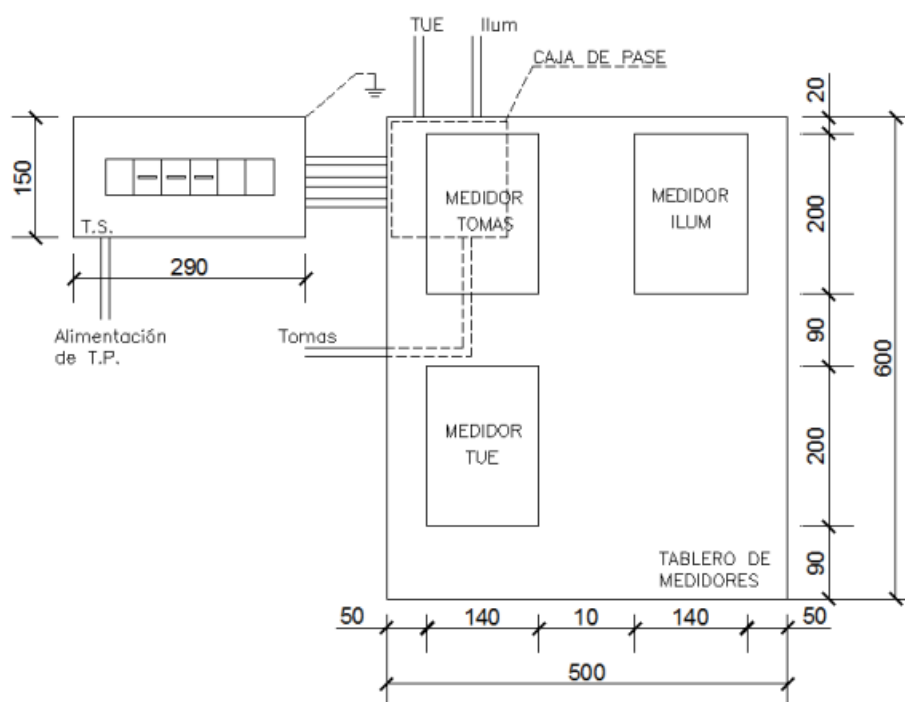 TUE
Ilum
CAJA DE PASE
20
150
T.S.
290
Alimentación
de T.P.
Tomas
MEDIDOR
TOMAS
MEDIDOR
ILUM
200
90
600
MEDIDOR
TUE
200
TABLERO DE
MEDIDORES
90
50
140
10
140
50
500